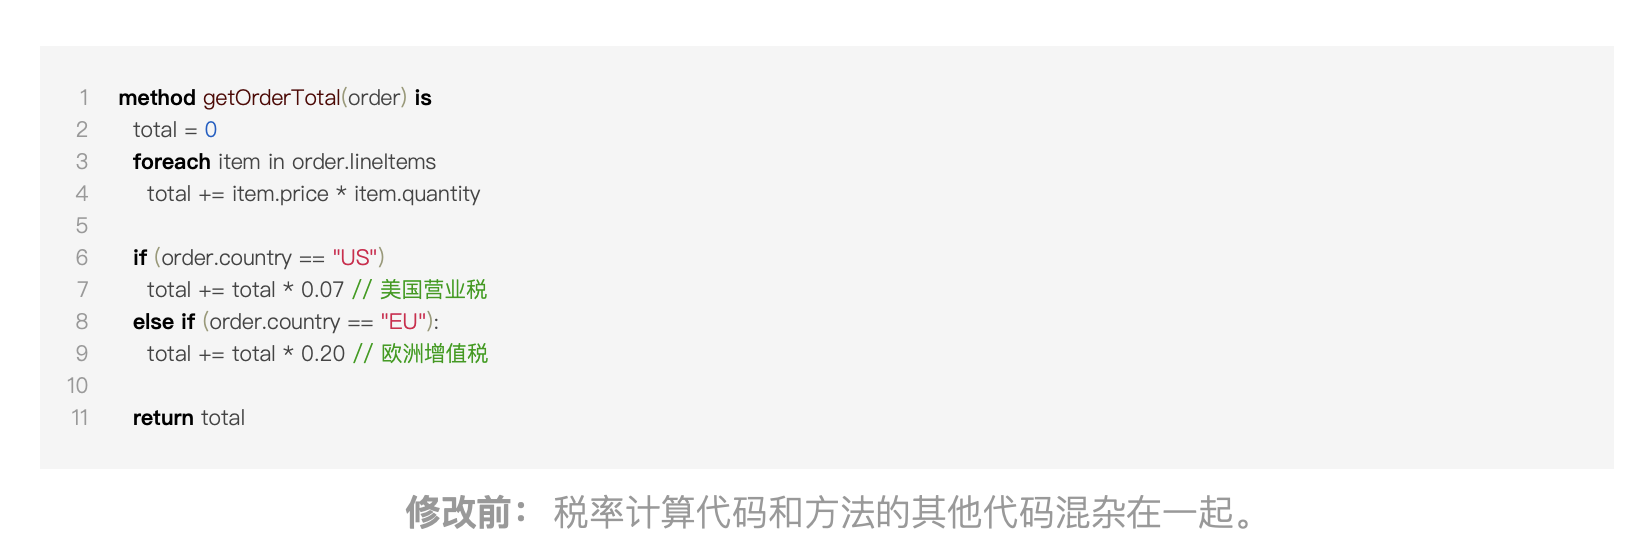 1 method getOrderTotal(order) is
2 total = 0
3 foreach item in order.lineItems
4 total += item.price * item.quantity
5
6 if (order.country == "US")
7 total += total * 0.07 // 美国营业税
8 else if (order.country == "EU"):
9 total += total * 0.20 // 欧洲增值税
10
11 return total
修改前： 税率计算代码和方法的其他代码混杂在一起。